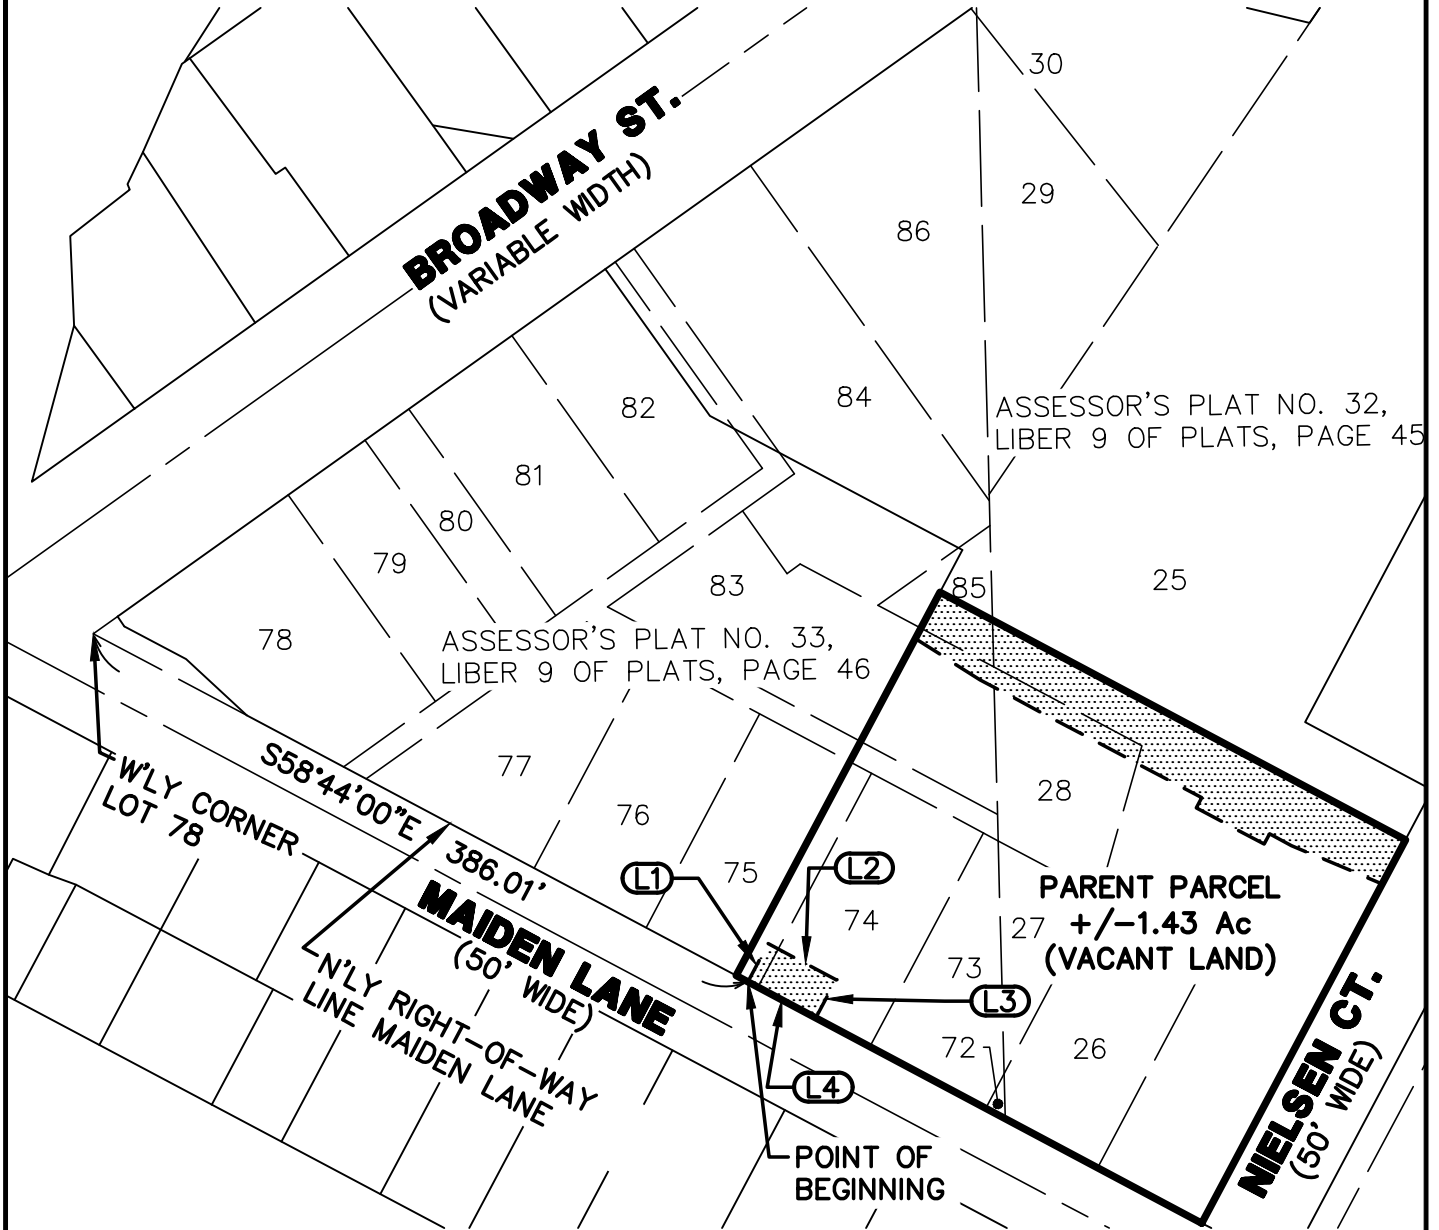 30
BROADWAY ST.
(VARIABLE WIDTH)
29
86
82
84
ASSESSOR'S PLAT NO. 32,
LIBER 9 OF PLATS, PAGE 45
81
80
79
83
85
25
78
ASSESSOR'S PLAT NO. 33,
LIBER 9 OF PLATS, PAGE 46
W'LY CORNER
LOT 78
S58°44'00"E
386.01'
77
76
75
28
L1
L2
74
PARENT PARCEL
+/-1.43 Ac
(VACANT LAND)
27
73
MAIDEN LANE
(50' WIDE)
N'LY RIGHT-OF-WAY
LINE MAIDEN LANE
L3
72
26
L4
NIELSEN CT.
(50' WIDE)
POINT OF
BEGINNING